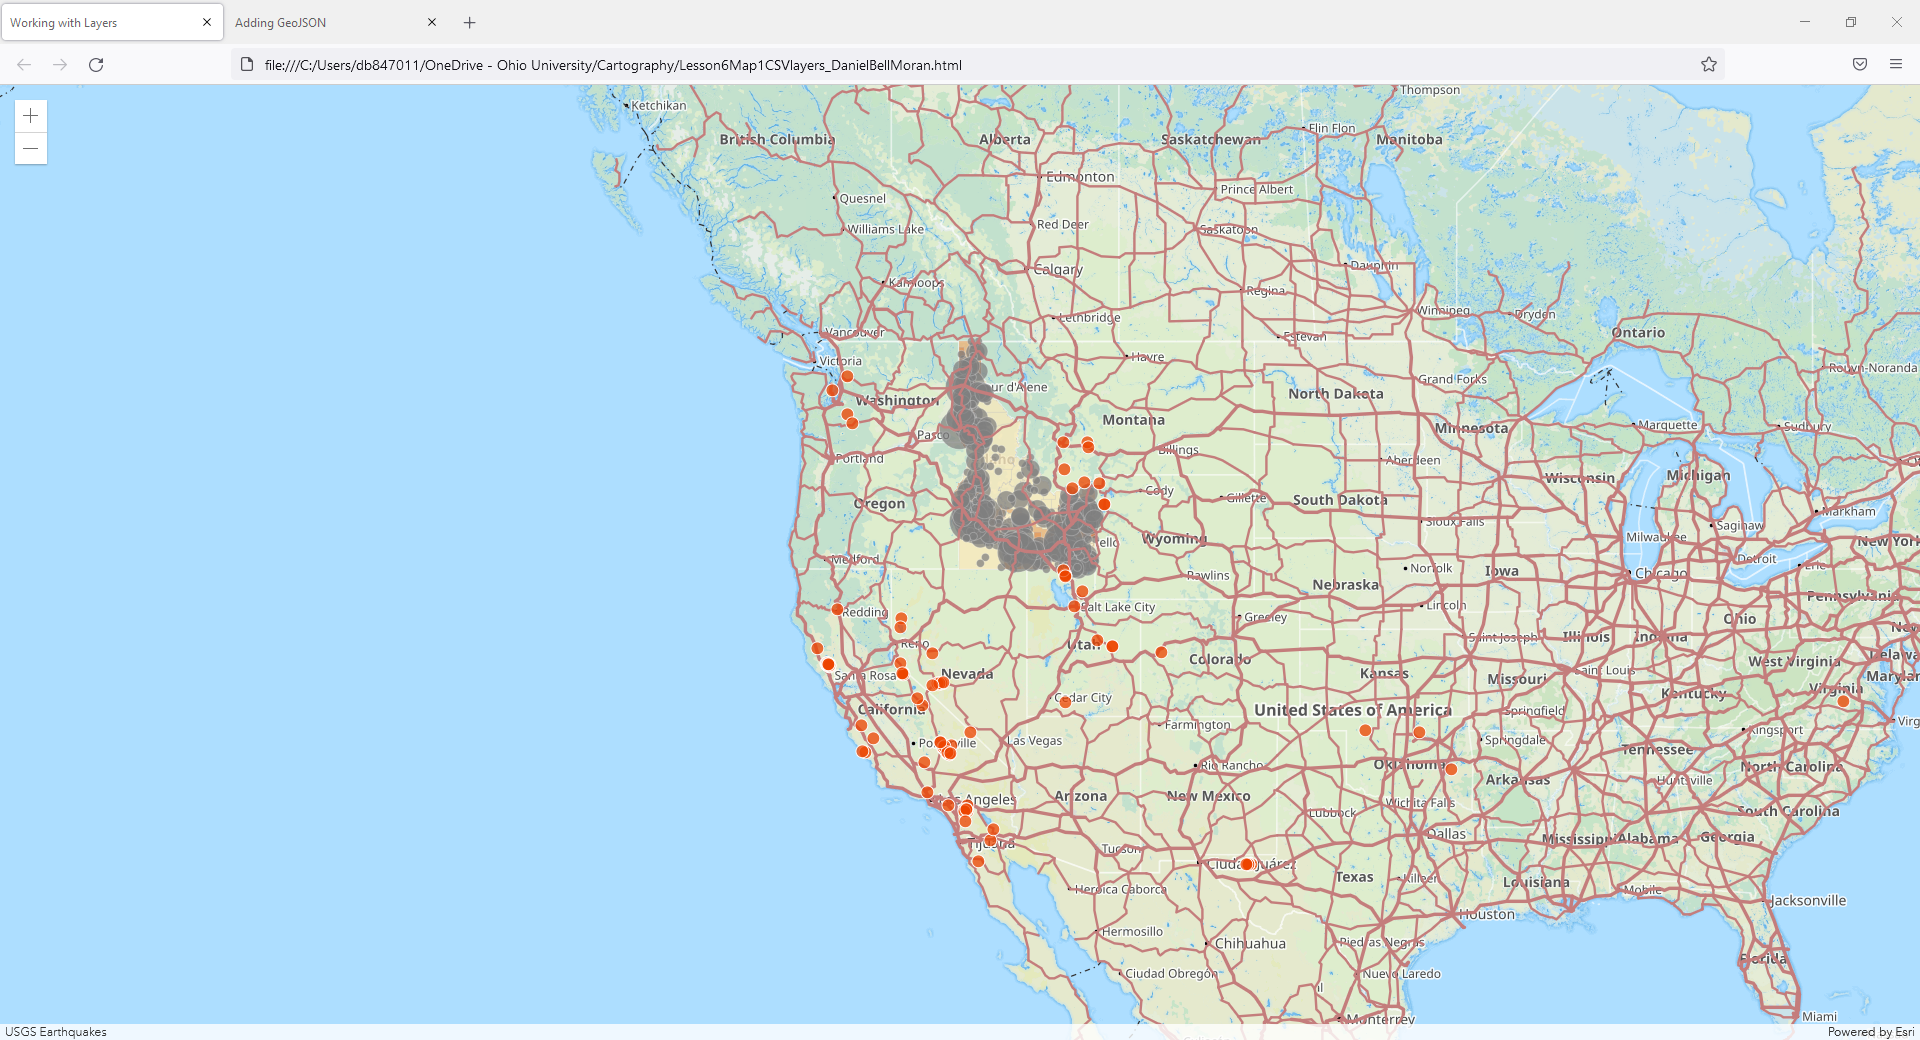 Working with Layers
Adding GeoJSON
file:///C:/Users/db847011/OneDrive - Ohio University/Cartography/Lesson6Map1CSVlayers_DanielBellMoran.html
Ketchikan
Thompson
British Columbia
Alberta
Saskatchewan
Flin Flon
Manitoba
Edmonton
Prince Albert
Quesnel
Red Deer
Williams Lake
Saskatoon
Calgary
Dauphin
Kamloops
Regina
Lethbridge
Winnipeg
Dryden
Vancouver
Estevan
Ontario
Victoria
Havre
Rouyn-Noranda
ur d'Alene
Grand Forks
Washington
North Dakota
Montana
Minnesota
Marquette
Sudbury
Pasco
Billings
Portland
Aberdeen
Wisconsin
Michigan
Cody
Gillette
South Dakota
Oregon
Markham
Sioux Falls
Saginaw
Wyoming
ello
Milwaukee
New York
Medford
Detroit
Erie
Rawlins
Norfolk
Iowa
Chicago
Nebraska
Pennsylvania
Salt Lake City
Lincoln
Redding
Greeley
Ohio
Reno
Utah
Saint Joseph
Illinois
Indiana
New
Delawa
Colorado
West Virginia
Santa Rosa
Nevada
Kansas
Missouri
Saint Louis
Maryland
Cedar City
Kentucky
Virginia
California
United States of America
Springfield
Farmington
Virg
Las Vegas
Springdale
Kingsport
Tennessee
Rio Rancho
Oklahoma
North Carolina
Arkansas
Huntsville
Los Angeles
Arizona
New Mexico
Wichita Falls
Lubbock
South Carolina
Dallas
Mississippi
Alabama
Georgia
Tijuana
Tucson
Ciudad Juárez
Texas
Killeen
Louisiana
Mobile
Heroica Caborca
Jacksonville
Houston
Hermosillo
Chihuahua
Piedras Negras
Florida
Ciudad Obregón
Nuevo Laredo
Monterrey
Miami
USGS Earthquakes
Powered by Esri